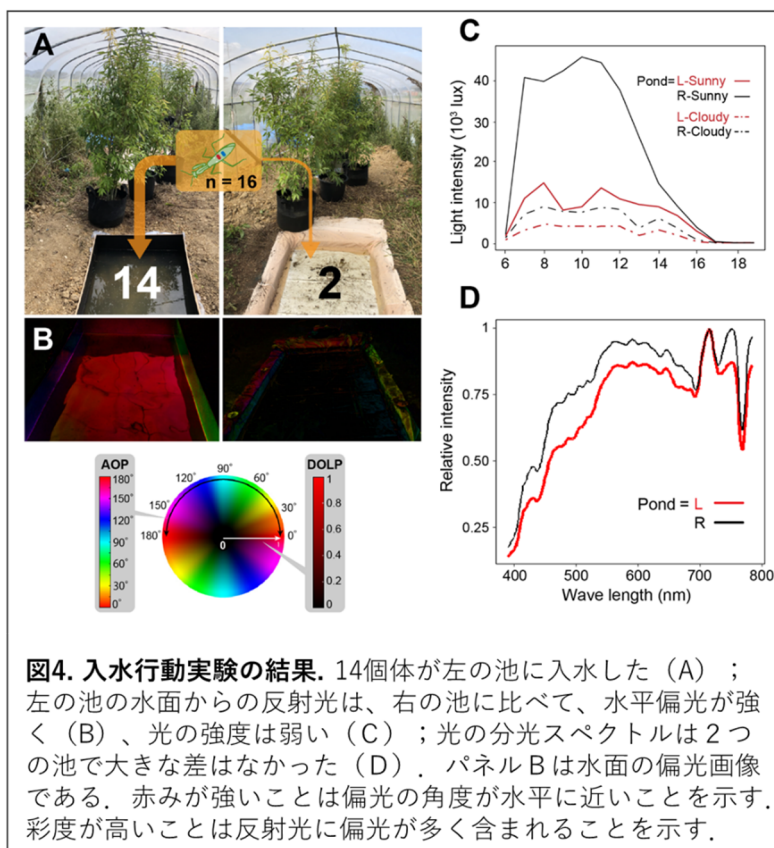 A
n = 16
14
2
B
AOP
180°
150°
120°
90°
60°
30°
0°
90°
120°
60°
150°
30°
180°
0°
0
1
DOLP
1
0.8
0.6
0.4
0.2
0
C
Light intensity (10³ lux)
40
30
20
10
0
Pond= L-Sunny
R-Sunny
L-Cloudy
R-Cloudy
6 8 10 12 14 16 18
D
Relative intensity
1
0.75
0.50
0.25
Pond = L
R
400 500 600 700 800
Wave length (nm)
図4. 入水行動実験の結果. 14個体が左の池に入水した（A）；
左の池の水面からの反射光は、右の池に比べて、水平偏光が強
く（B）、光の強度は弱い（C）；光の分光スペクトルは２つ
の池で大きな差はなかった（D）. パネルBは水面の偏光画像
である. 赤みが強いことは偏光の角度が水平に近いことを示す.
彩度が高いことは反射光に偏光が多く含まれることを示す.